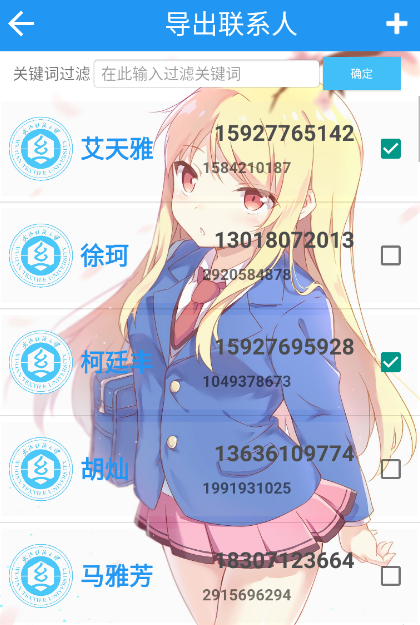 导出联系人
关键词过滤 在此输入过滤关键词 确定
艾天雅 15927765142
1584210187
徐珂 13018072013
2920584878
柯廷丰 15927695928
1049378673
胡灿 13636109774
1991931025
马雅芳 18307123664
2915696294